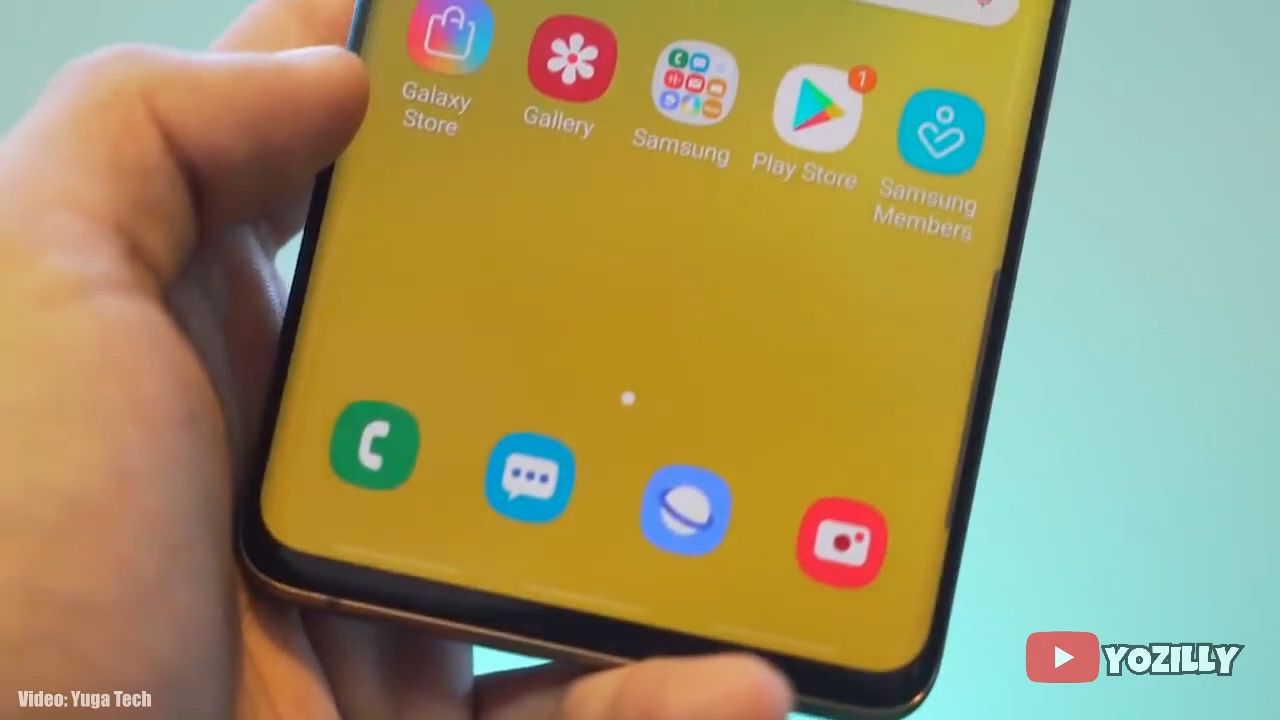 Galaxy
Store
Gallery
Samsung
1
Play Store
Samsung
Members
YOZILLY
Video: Yuga Tech